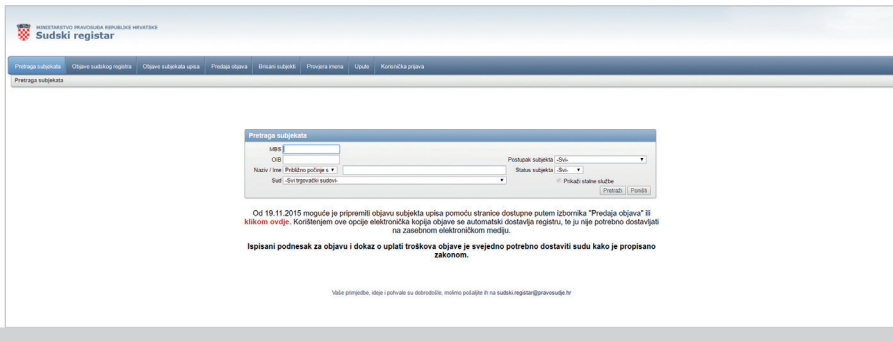 MINISTARSTVO PRAVOSUĐA REPUBLIKE HRVATSKE
Sudski registar
Pretraga subjekata Objave sudskog registra Objave subjekata upisa Predaja objava Brisani subjekti Provjera imena Upute Korisnička prijava
Pretraga subjekata
Pretraga subjekata
MBS
OIB Postupak subjekta -Svi-
Naziv / Ime Približno počinje s Status subjekta -Svi-
Sud -Svi trgovački sudovi- Prikaži stalne službe
Pretraži Poništi
Od 19.11.2015 moguće je pripremiti objavu subjekta upisa pomoću stranice dostupne putem izbornika "Predaja objava" ili
klikom ovdje. Korištenjem ove opcije elektronička kopija objave se automatski dostavlja registru, te ju nije potrebno dostavljati
na zasebnom elektroničkom mediju.
Ispisani podnesak za objavu i dokaz o uplati troškova objave je svejedno potrebno dostaviti sudu kako je propisano
zakonom.
Vaše primjedbe, ideje i pohvale su dobrodošle, molimo pošaljite ih na sudski.registar@pravosudje.hr